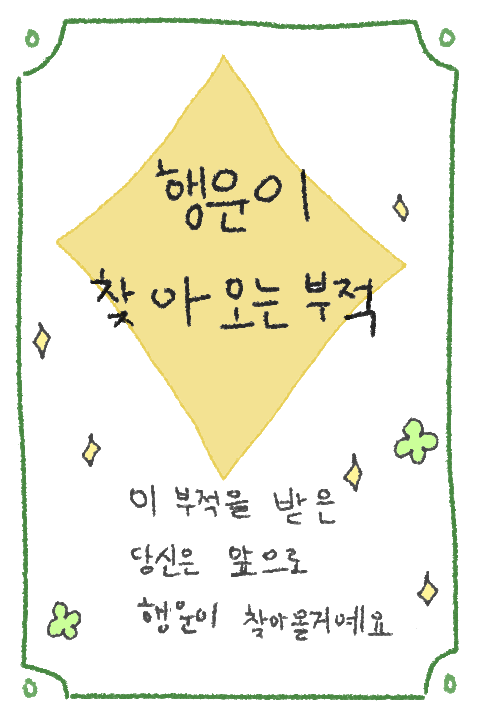 행운이
찾아오는 부적
이 부적을 받은
당신은 앞으로
행운이 찾아올거예요